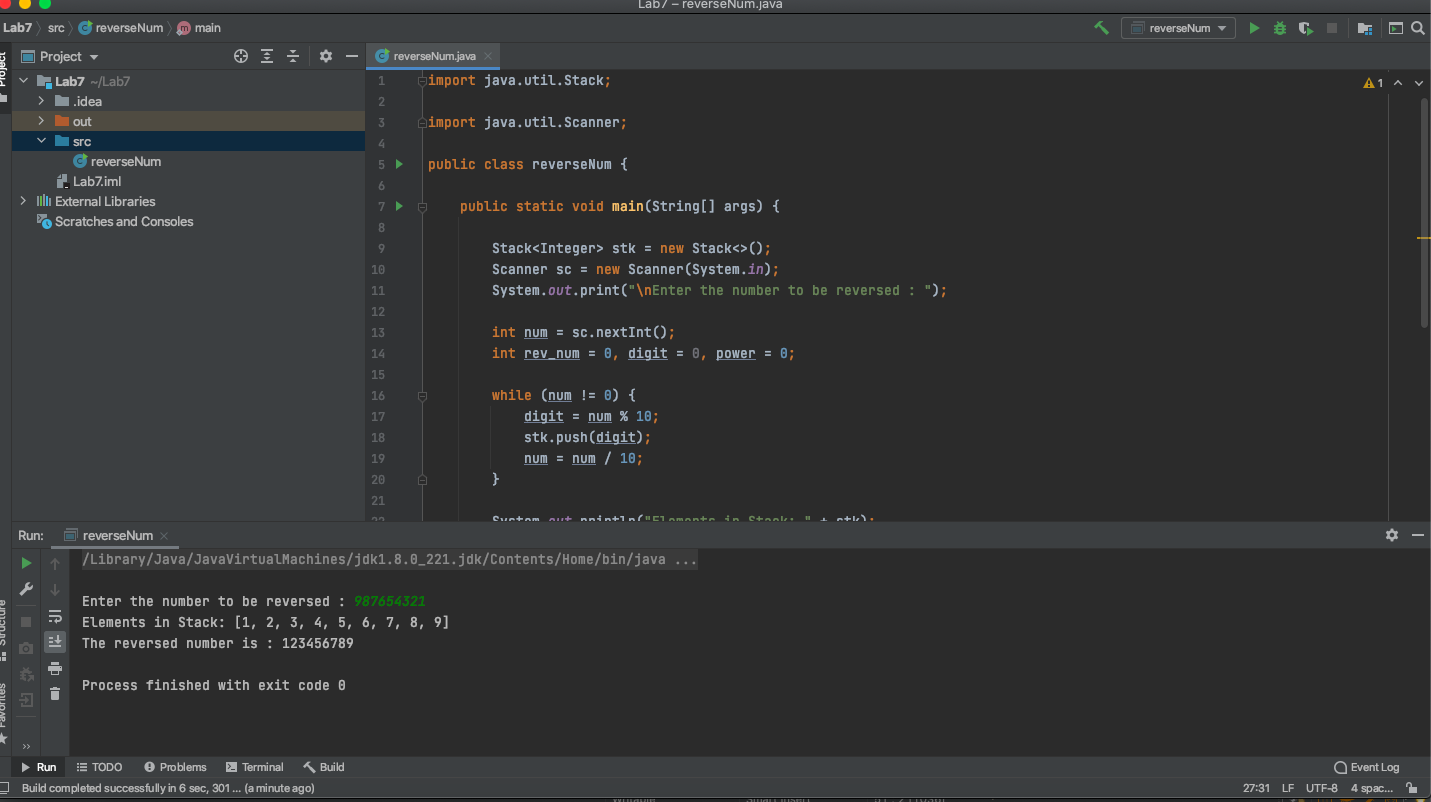 Lab7 – reverseNum.java
Lab7 src reverseNum main
reverseNum
Project
Project
reverseNum.java
Lab7 ~/Lab7
.idea
out
src
reverseNum
Lab7.iml
External Libraries
Scratches and Consoles
1
1 import java.util.Stack;
2
3 import java.util.Scanner;
4
5 public class reverseNum {
6
7 public static void main(String[] args) {
8
9 Stack<Integer> stk = new Stack<>();
10 Scanner sc = new Scanner(System.in);
11 System.out.print("\nEnter the number to be reversed : ");
12
13 int num = sc.nextInt();
14 int rev_num = 0, digit = 0, power = 0;
15
16 while (num != 0) {
17 digit = num % 10;
18 stk.push(digit);
19 num = num / 10;
20 }
21
22 System.out.println("Elements in Stack: " + stk);
Run: reverseNum
/Library/Java/JavaVirtualMachines/jdk1.8.0_221.jdk/Contents/Home/bin/java ...
Enter the number to be reversed : 987654321
Elements in Stack: [1, 2, 3, 4, 5, 6, 7, 8, 9]
The reversed number is : 123456789
Process finished with exit code 0
Structure
Favorites
Run TODO Problems Terminal Build Event Log
Build completed successfully in 6 sec, 301 ... (a minute ago) 27:31 LF UTF-8 4 spac...